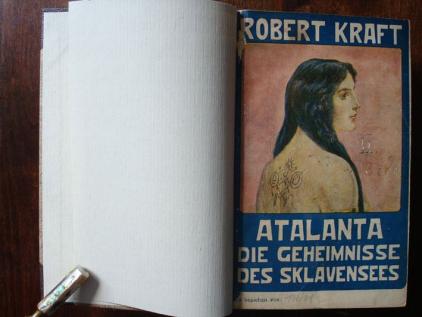 ROBERT KRAFT
ATALANTA
DIE GEHEIMNISSE
DES SKLAVENSEES